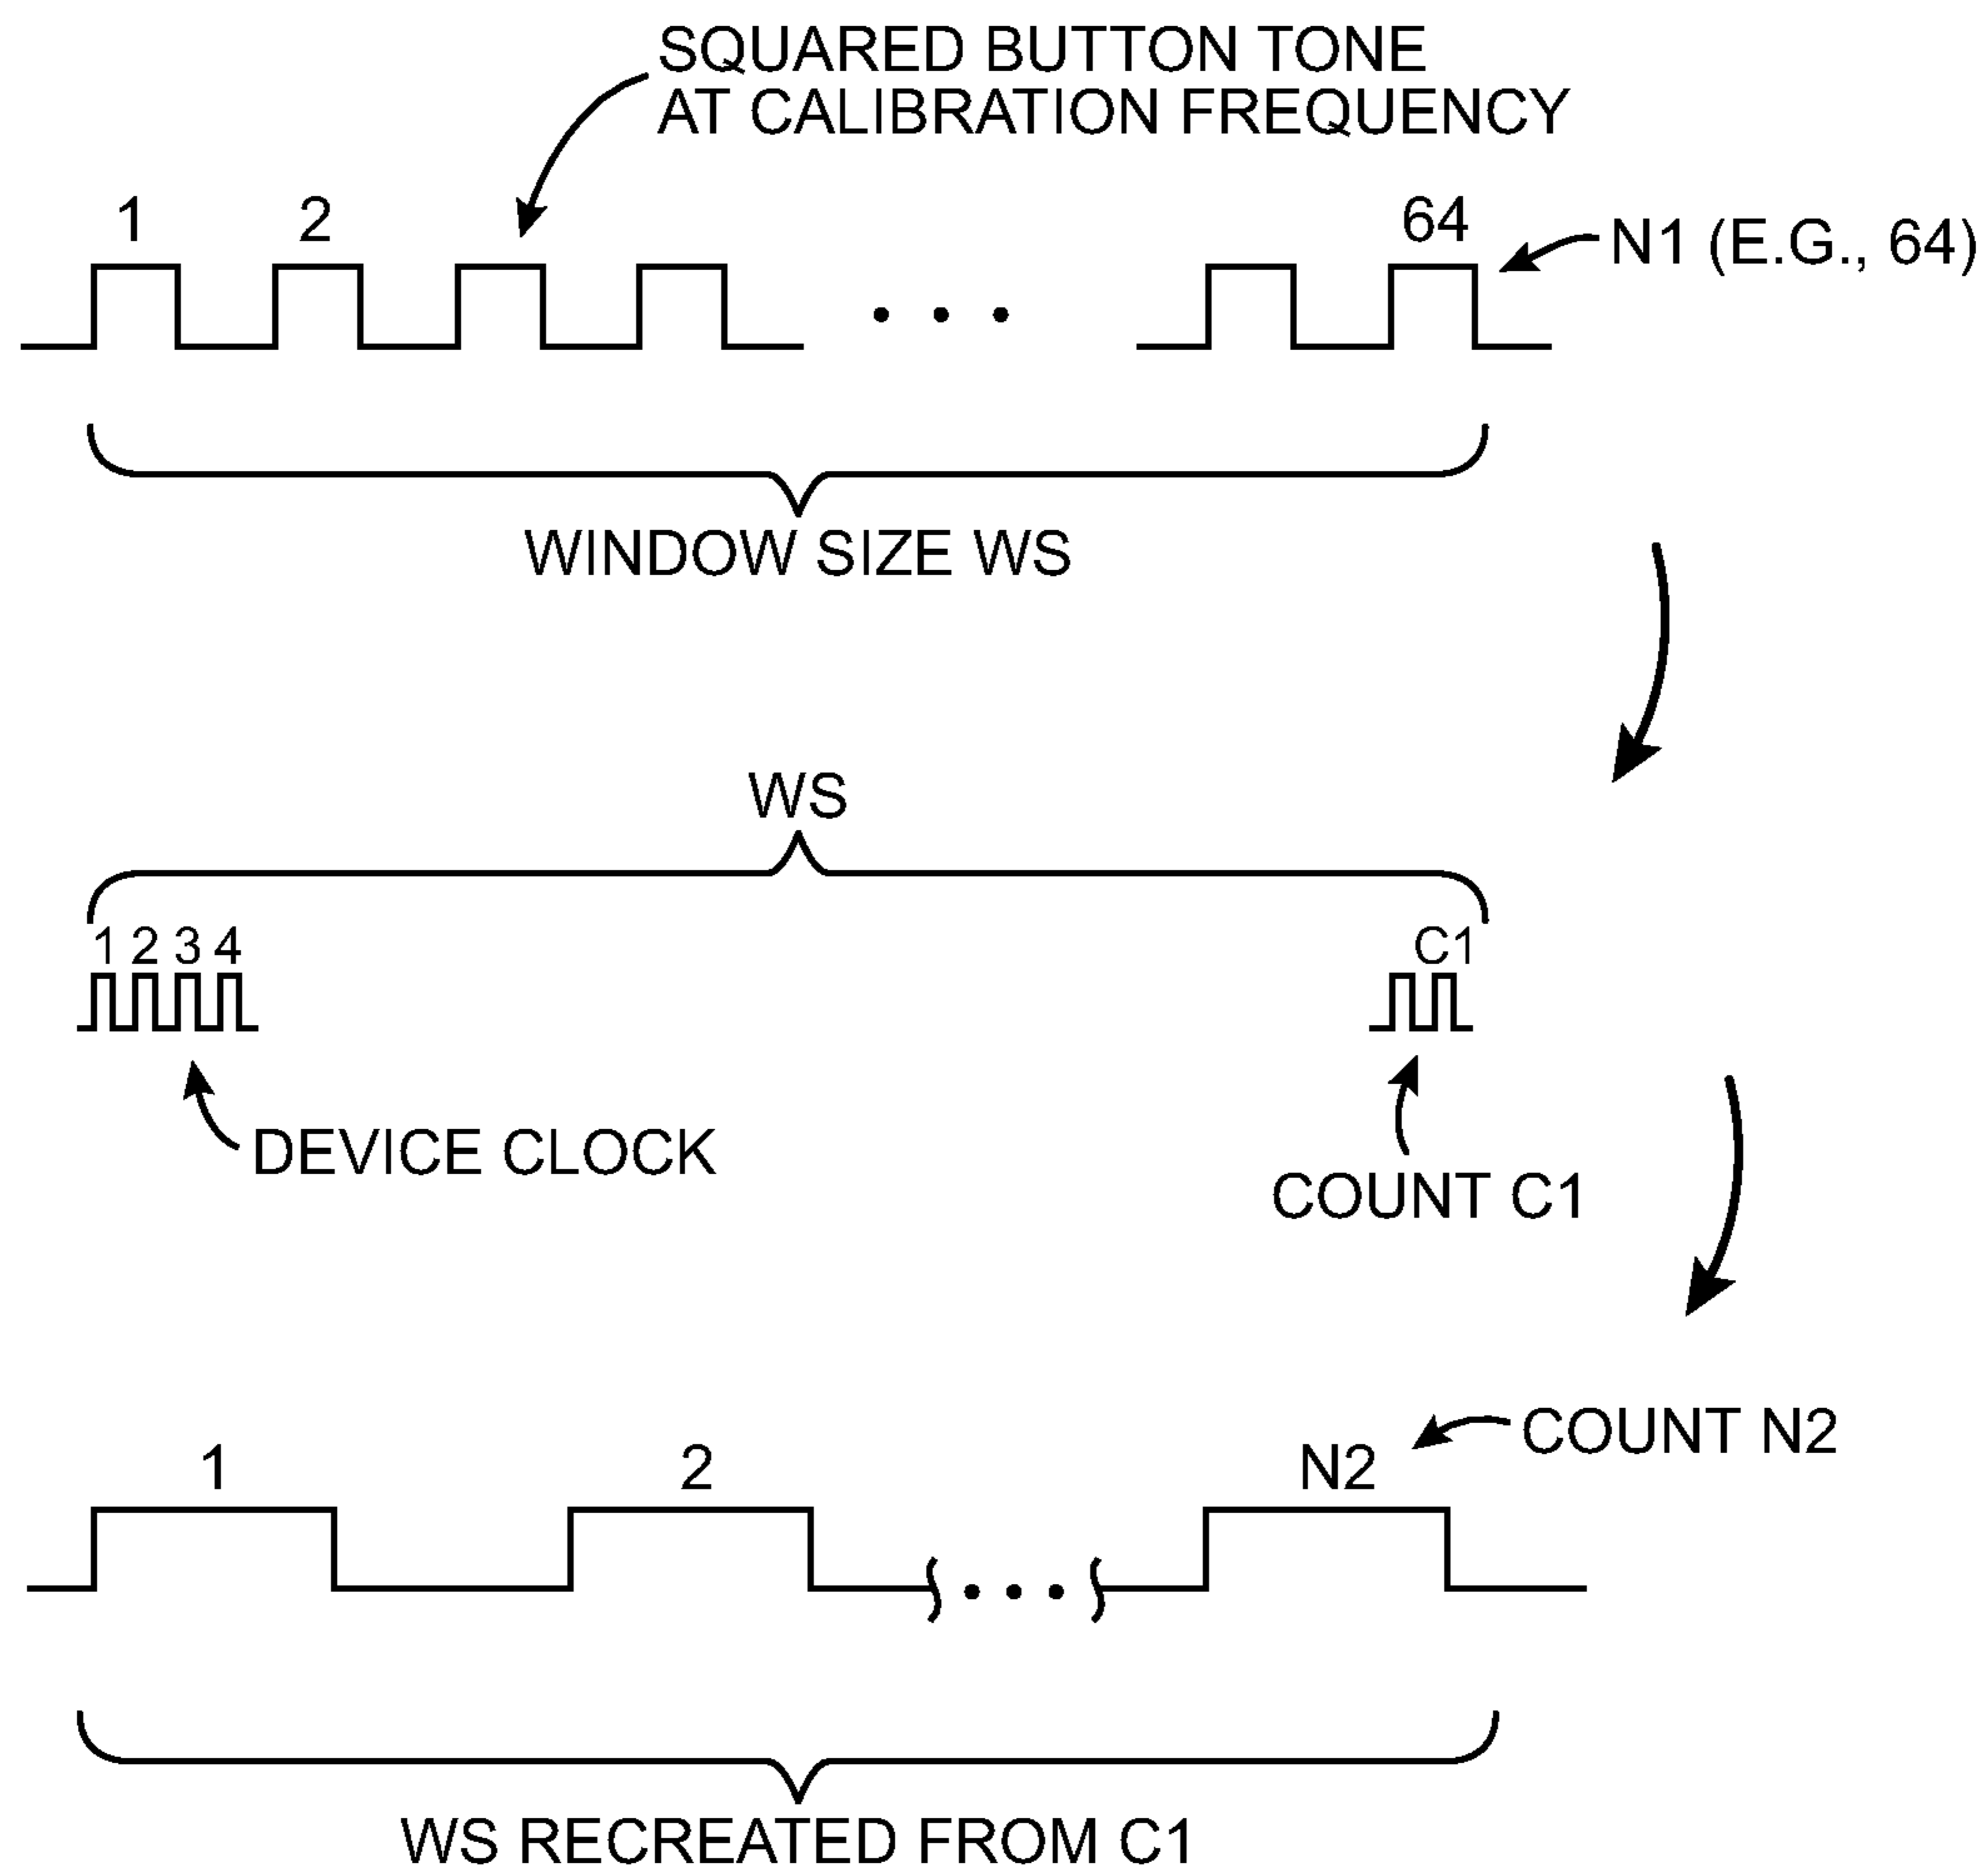 SQUARED BUTTON TONE
AT CALIBRATION FREQUENCY
1 2 64
N1 (E.G., 64)
WINDOW SIZE WS
WS
1 2 3 4 C1
DEVICE CLOCK
COUNT C1
COUNT N2
1 2 N2
WS RECREATED FROM C1